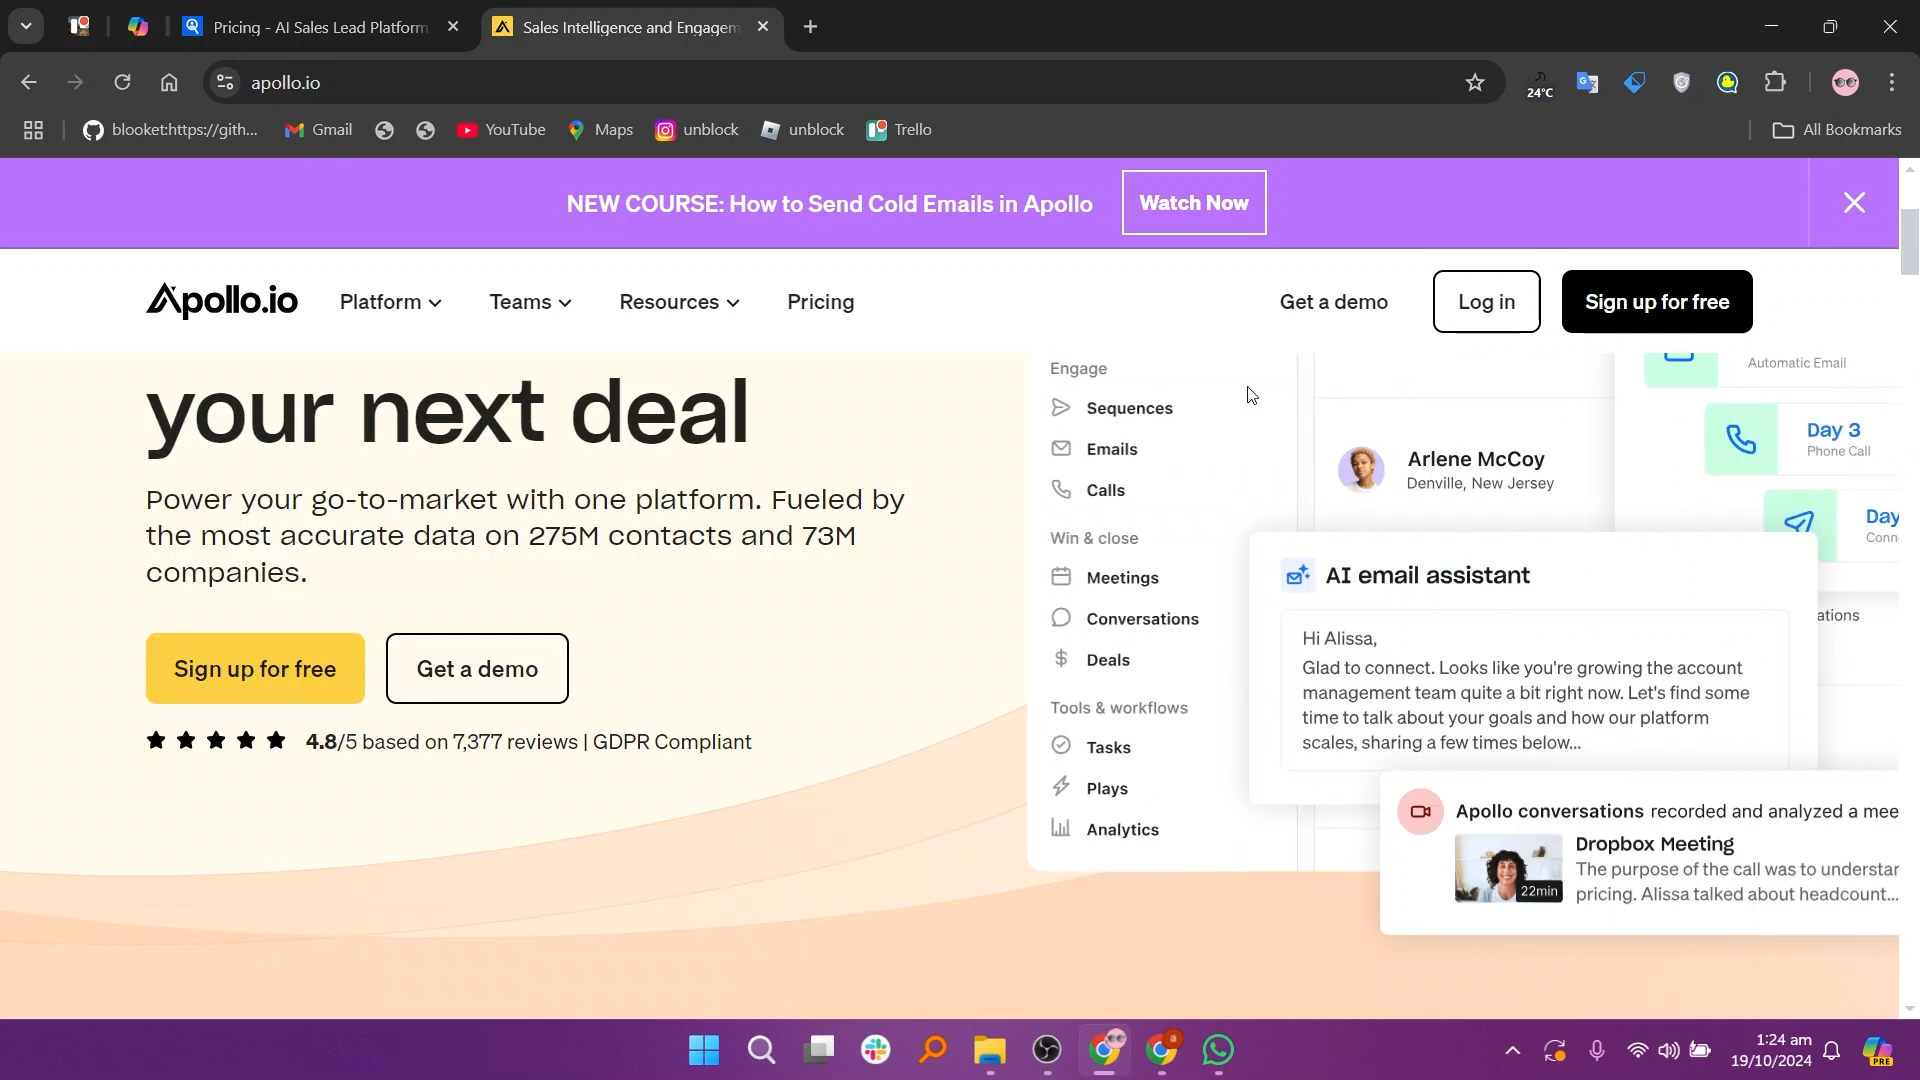 Pricing - AI Sales Lead Platform
Sales Intelligence and Engagem
apollo.io
24°C
blooket:https://gith...
Gmail
YouTube
Maps
unblock
unblock
Trello
All Bookmarks
NEW COURSE: How to Send Cold Emails in Apollo
Watch Now
Apollo.io
Platform
Teams
Resources
Pricing
Get a demo
Log in
Sign up for free
your next deal
Power your go-to-market with one platform. Fueled by
the most accurate data on 275M contacts and 73M
companies.
Sign up for free
Get a demo
4.8/5 based on 7,377 reviews | GDPR Compliant
Engage
Sequences
Emails
Calls
Win & close
Meetings
Conversations
Deals
Tools & workflows
Tasks
Plays
Analytics
Automatic Email
Day 3
Phone Call
Day
Conn
ations
Arlene McCoy
Denville, New Jersey
AI email assistant
Hi Alissa,
Glad to connect. Looks like you're growing the account
management team quite a bit right now. Let's find some
time to talk about your goals and how our platform
scales, sharing a few times below...
Apollo conversations recorded and analyzed a mee
Dropbox Meeting
The purpose of the call was to understan
pricing. Alissa talked about headcount...
22min
1:24 am
19/10/2024
PRE